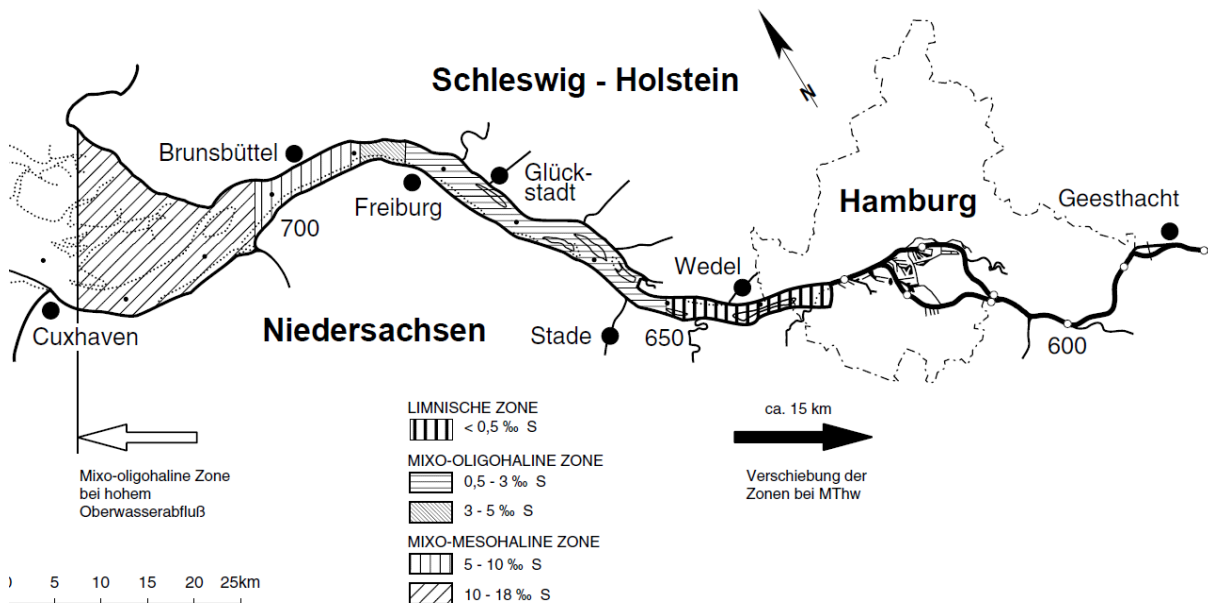 Schleswig - Holstein
N
Brunsbüttel
Glück-
stadt
Freiburg
Hamburg
Geesthacht
700
Wedel
Cuxhaven
Niedersachsen
Stade
650
600
LIMNISCHE ZONE
< 0,5 ‰ S
MIXO-OLIGOHALINE ZONE
0,5 - 3 ‰ S
3 - 5 ‰ S
MIXO-MESOHALINE ZONE
5 - 10 ‰ S
10 - 18 ‰ S
ca. 15 km
Verschiebung der
Zonen bei MThw
Mixo-oligohaline Zone
bei hohem
Oberwasserabfluß
5 10 15 20 25km